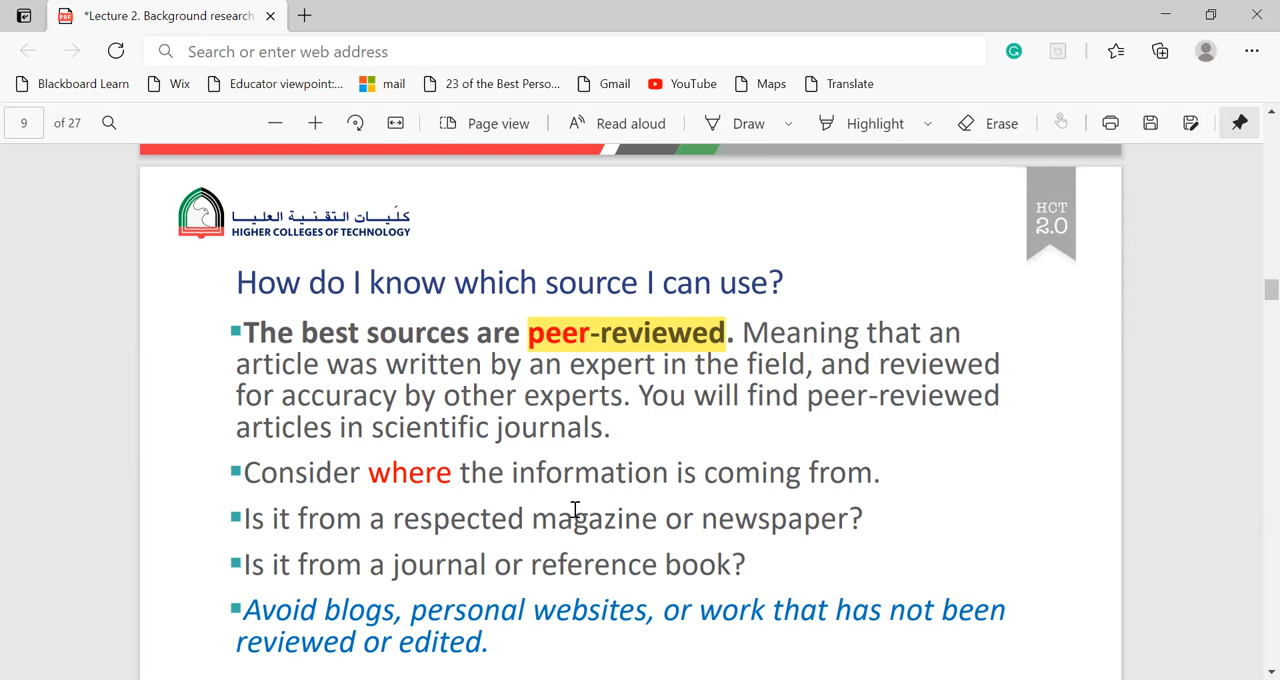 *Lecture 2. Background research
Search or enter web address
Blackboard Learn Wix Educator viewpoint:... mail 23 of the Best Perso... Gmail YouTube Maps Translate
9 of 27 Page view Read aloud Draw Highlight Erase
كليات التقنية العليا
HIGHER COLLEGES OF TECHNOLOGY
HCT
2.0
How do I know which source I can use?
▪The best sources are peer-reviewed. Meaning that an
article was written by an expert in the field, and reviewed
for accuracy by other experts. You will find peer-reviewed
articles in scientific journals.
▪Consider where the information is coming from.
▪Is it from a respected magazine or newspaper?
▪Is it from a journal or reference book?
▪Avoid blogs, personal websites, or work that has not been
reviewed or edited.